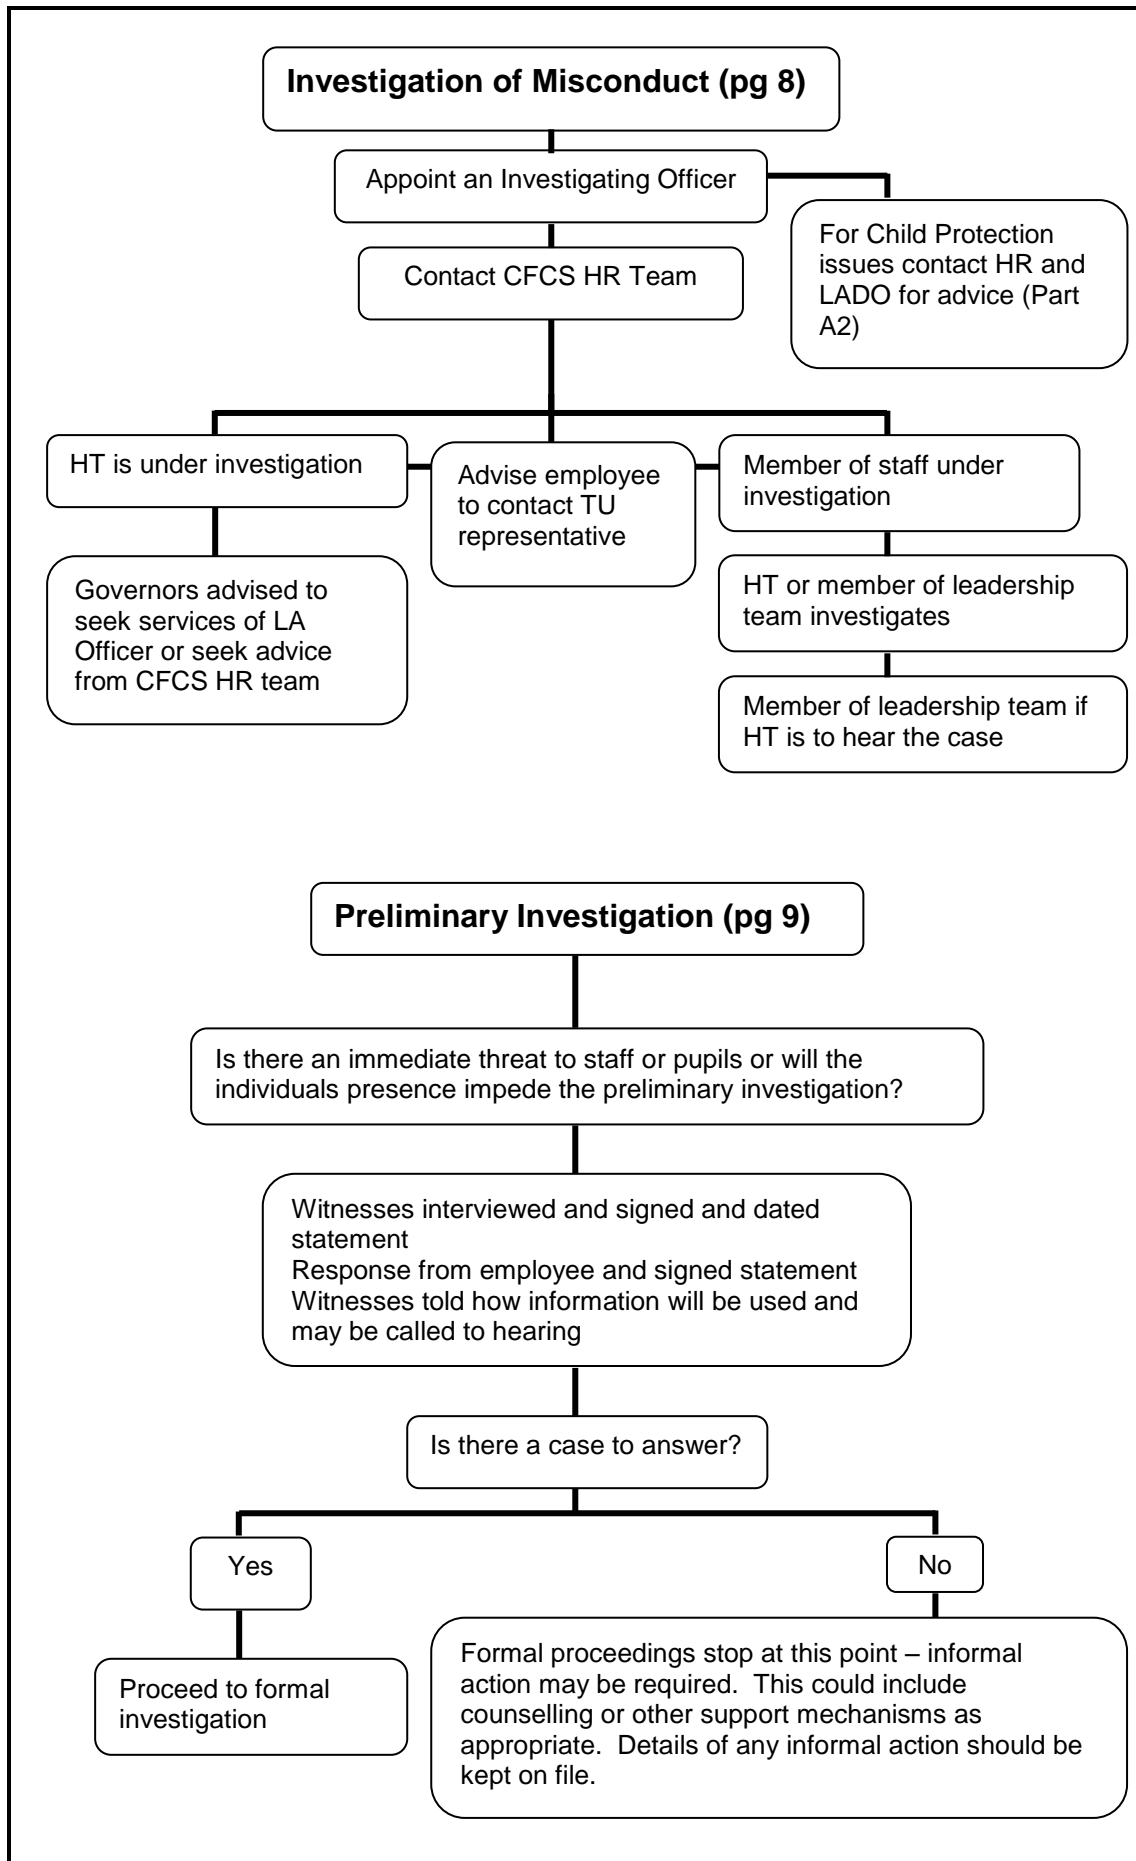 Investigation of Misconduct (pg 8)
Appoint an Investigating Officer
For Child Protection
issues contact HR and
LADO for advice (Part
A2)
Contact CFCS HR Team
HT is under investigation
Advise employee
to contact TU
representative
Member of staff under
investigation
Governors advised to
seek services of LA
Officer or seek advice
from CFCS HR team
HT or member of leadership
team investigates
Member of leadership team if
HT is to hear the case
Preliminary Investigation (pg 9)
Is there an immediate threat to staff or pupils or will the
individuals presence impede the preliminary investigation?
Witnesses interviewed and signed and dated
statement
Response from employee and signed statement
Witnesses told how information will be used and
may be called to hearing
Is there a case to answer?
Yes
No
Proceed to formal
investigation
Formal proceedings stop at this point – informal
action may be required.  This could include
counselling or other support mechanisms as
appropriate.  Details of any informal action should be
kept on file.